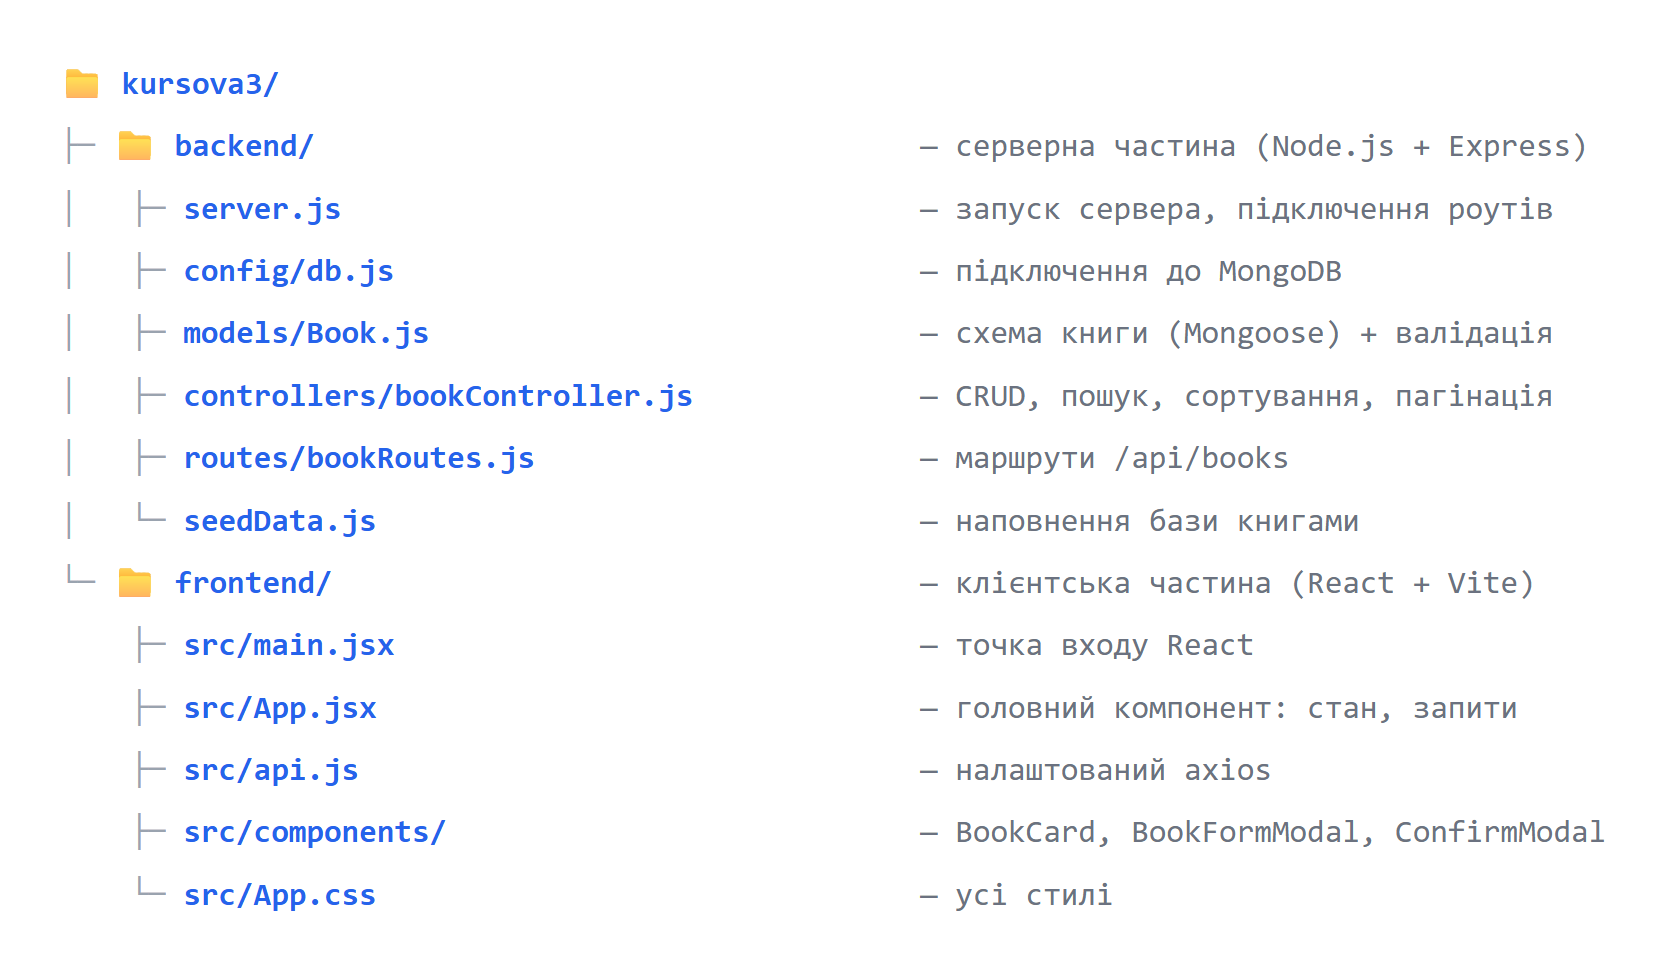 kursova3/
├─ backend/ — серверна частина (Node.js + Express)
│ ├─ server.js — запуск сервера, підключення роутів
│ ├─ config/db.js — підключення до MongoDB
│ ├─ models/Book.js — схема книги (Mongoose) + валідація
│ ├─ controllers/bookController.js — CRUD, пошук, сортування, пагінація
│ ├─ routes/bookRoutes.js — маршрути /api/books
│ └─ seedData.js — наповнення бази книгами
└─ frontend/ — клієнтська частина (React + Vite)
├─ src/main.jsx — точка входу React
├─ src/App.jsx — головний компонент: стан, запити
├─ src/api.js — налаштований axios
├─ src/components/ — BookCard, BookFormModal, ConfirmModal
└─ src/App.css — усі стилі